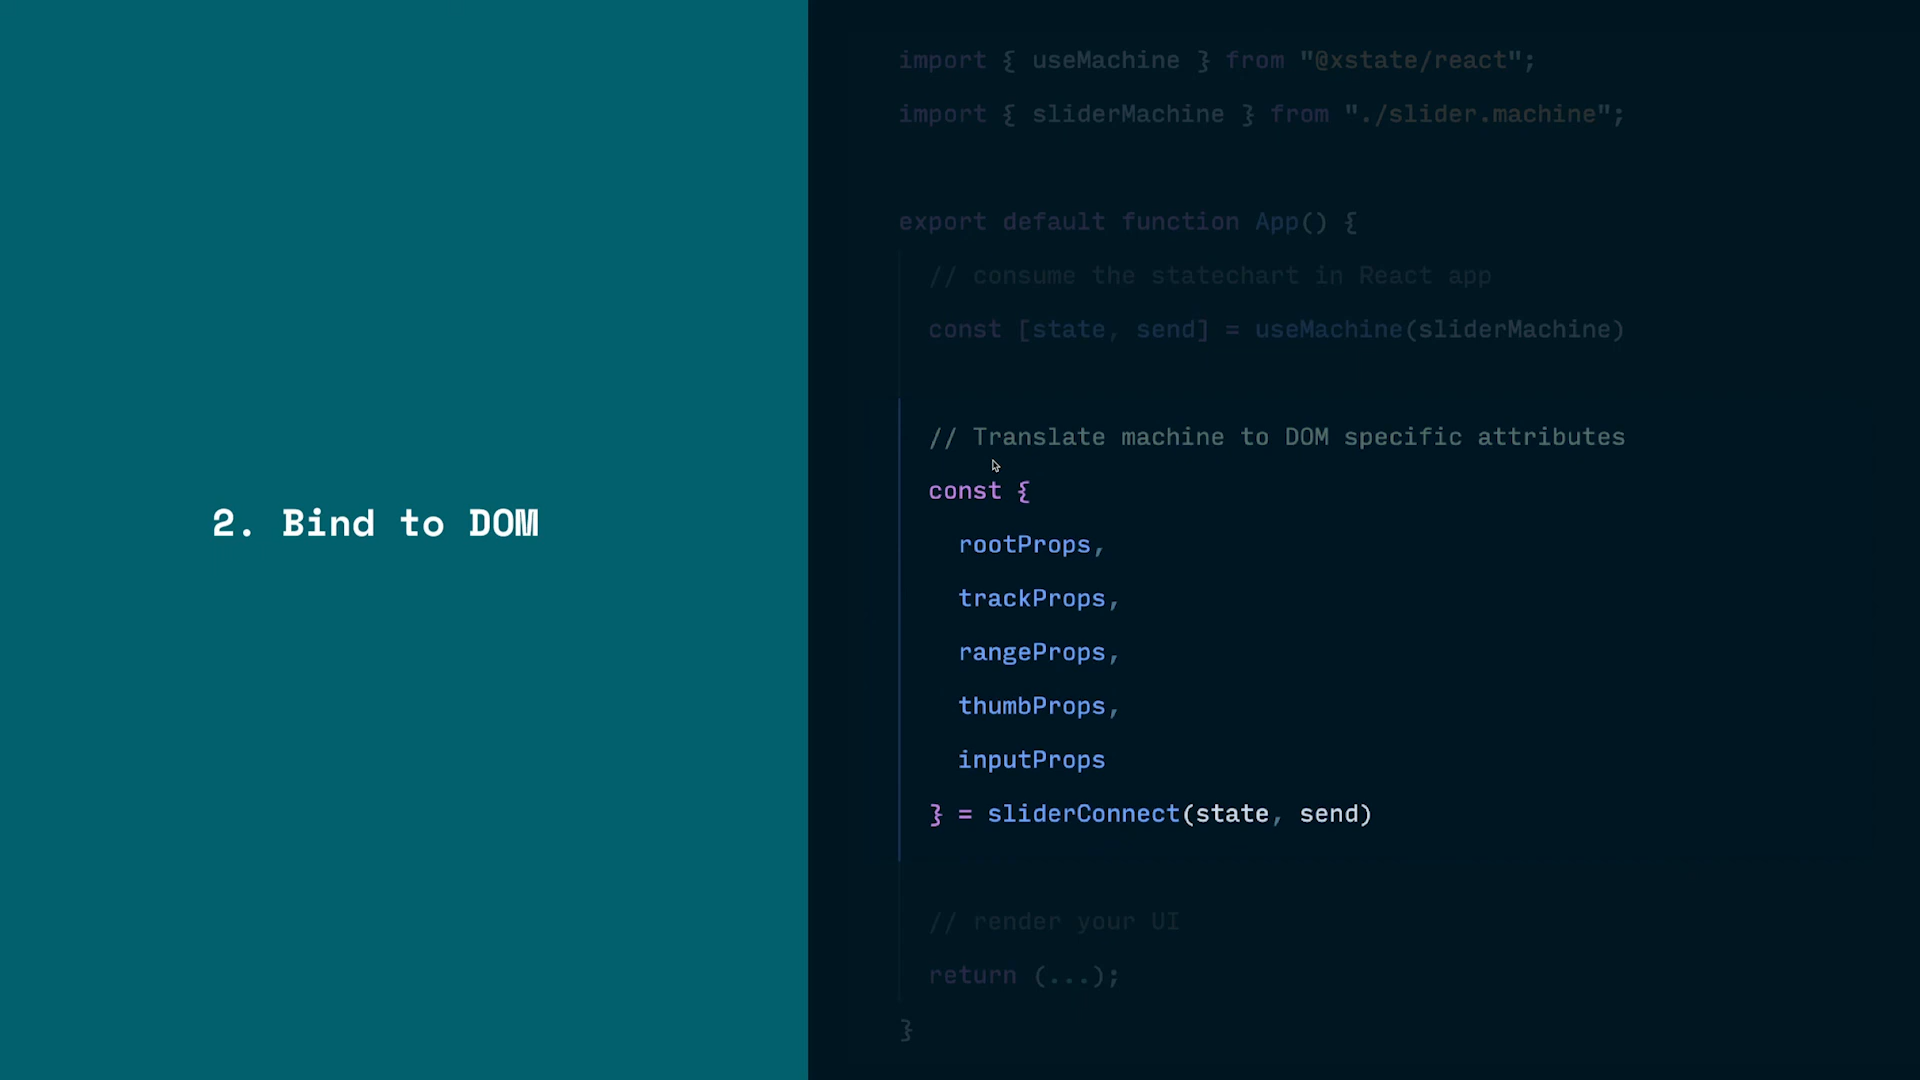 2. Bind to DOM
import { useMachine } from "@xstate/react";
import { sliderMachine } from "./slider.machine";
export default function App() {
// consume the statechart in React app
const [state, send] = useMachine(sliderMachine)
// Translate machine to DOM specific attributes
const {
rootProps,
trackProps,
rangeProps,
thumbProps,
inputProps
} = sliderConnect(state, send)
// render your UI
return (...);
}